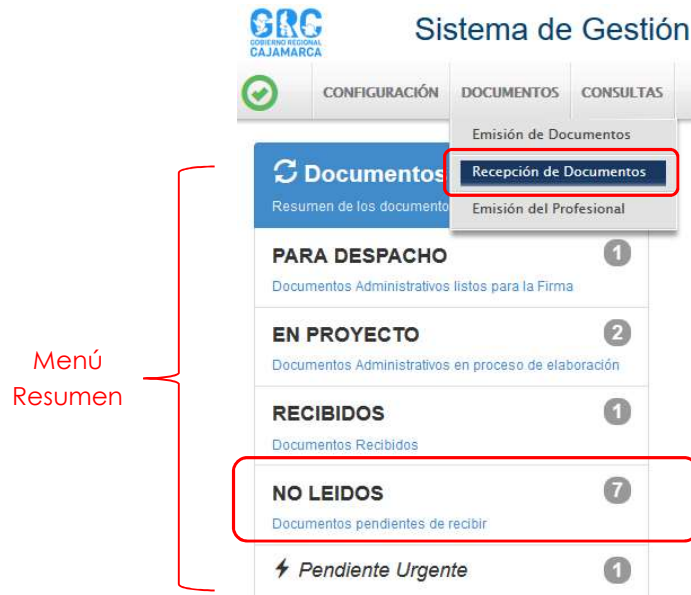 GRC
GOBIERNO REGIONAL
CAJAMARCA
Sistema de Gestión
CONFIGURACIÓN DOCUMENTOS CONSULTAS
Emisión de Documentos
Recepción de Documentos
Emisión del Profesional
Documentos
Resumen de los documento
PARA DESPACHO 1
Documentos Administrativos listos para la Firma
EN PROYECTO 2
Documentos Administrativos en proceso de elaboración
Menú
Resumen
RECIBIDOS 1
Documentos Recibidos
NO LEIDOS 7
Documentos pendientes de recibir
Pendiente Urgente 1